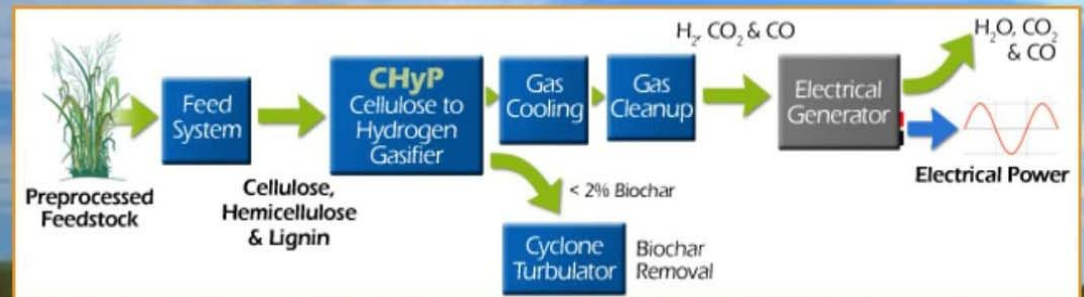 Preprocessed
Feedstock
Feed
System
Cellulose,
Hemicellulose
& Lignin
CHyP
Cellulose to
Hydrogen
Gasifier
< 2% Biochar
Cyclone
Turbulator
Biochar
Removal
Gas
Cooling
Gas
Cleanup
H₂, CO₂ & CO
Electrical
Generator
H₂O, CO₂
& CO
Electrical Power